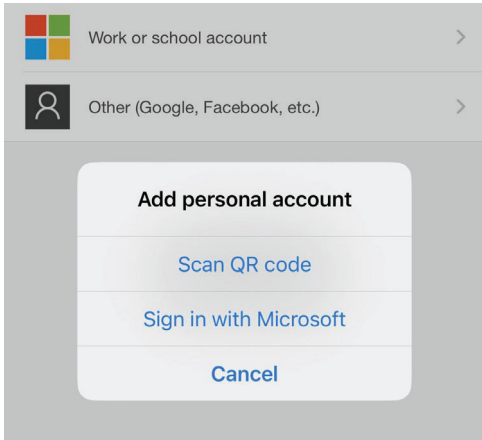 Work or school account
Other (Google, Facebook, etc.)
Add personal account
Scan QR code
Sign in with Microsoft
Cancel